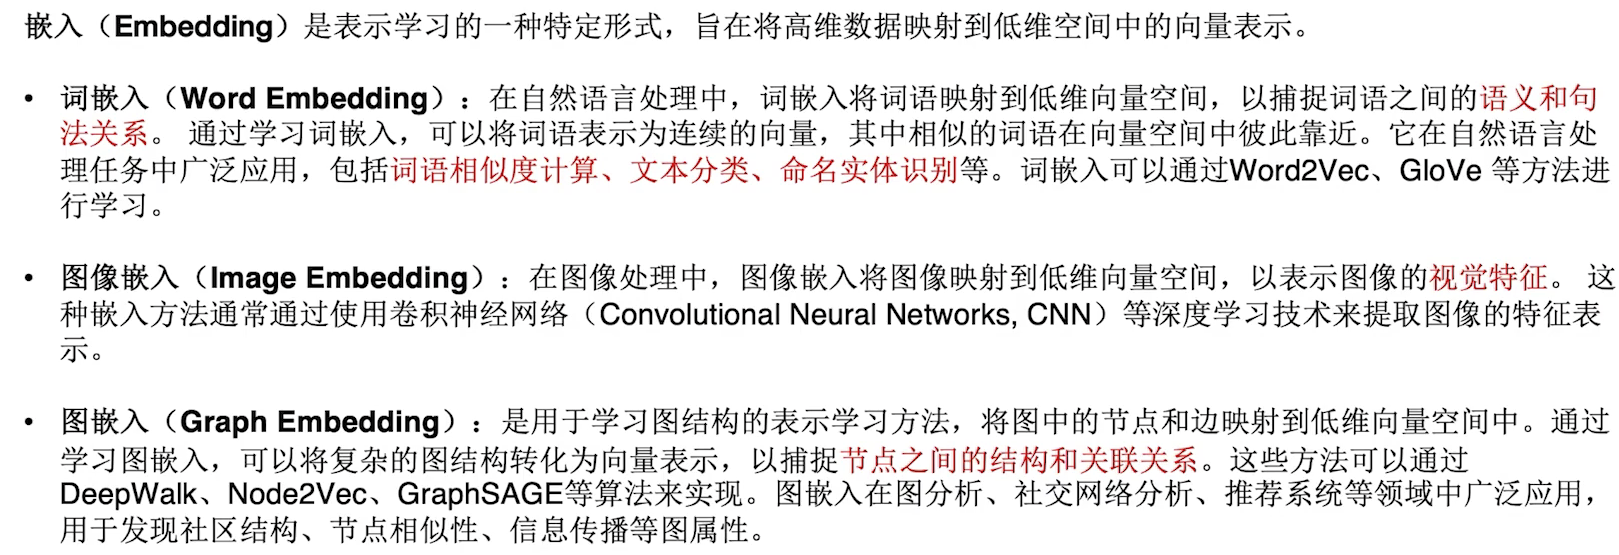 嵌入（Embedding）是表示学习的一种特定形式，旨在将高维数据映射到低维空间中的向量表示。
• 词嵌入（Word Embedding）：在自然语言处理中，词嵌入将词语映射到低维向量空间，以捕捉词语之间的语义和句
法关系。 通过学习词嵌入，可以将词语表示为连续的向量，其中相似的词语在向量空间中彼此靠近。它在自然语言处
理任务中广泛应用，包括词语相似度计算、文本分类、命名实体识别等。词嵌入可以通过Word2Vec、GloVe 等方法进
行学习。
• 图像嵌入（Image Embedding）：在图像处理中，图像嵌入将图像映射到低维向量空间，以表示图像的视觉特征。 这
种嵌入方法通常通过使用卷积神经网络（Convolutional Neural Networks, CNN）等深度学习技术来提取图像的特征表
示。
• 图嵌入（Graph Embedding）：是用于学习图结构的表示学习方法，将图中的节点和边映射到低维向量空间中。通过
学习图嵌入，可以将复杂的图结构转化为向量表示，以捕捉节点之间的结构和关联关系。这些方法可以通过
DeepWalk、Node2Vec、GraphSAGE等算法来实现。图嵌入在图分析、社交网络分析、推荐系统等领域中广泛应用，
用于发现社区结构、节点相似性、信息传播等图属性。